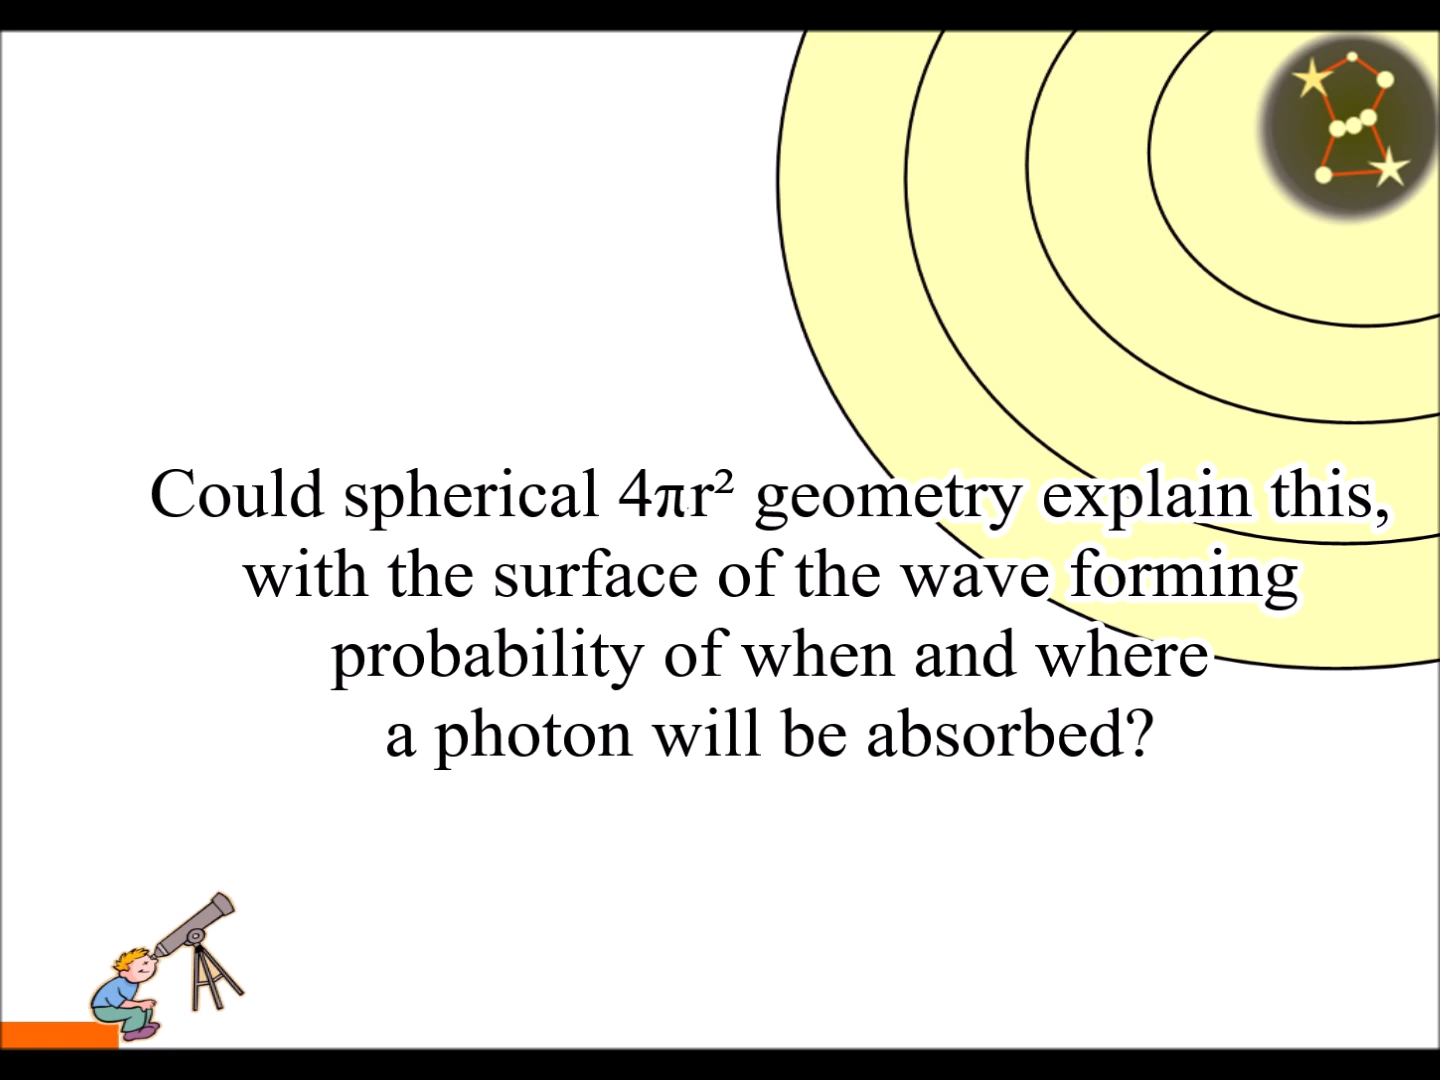 Could spherical 4πr² geometry explain this,
with the surface of the wave forming
probability of when and where
a photon will be absorbed?